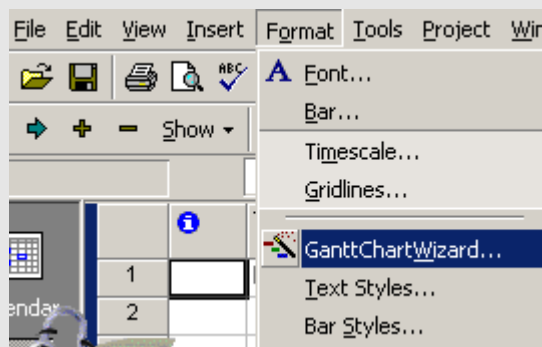 File Edit View Insert Format Tools Project
ABC
Font...
Bar...
Show
Timescale...
Gridlines...
GanttChartWizard...
1
Text Styles...
2
Bar Styles...